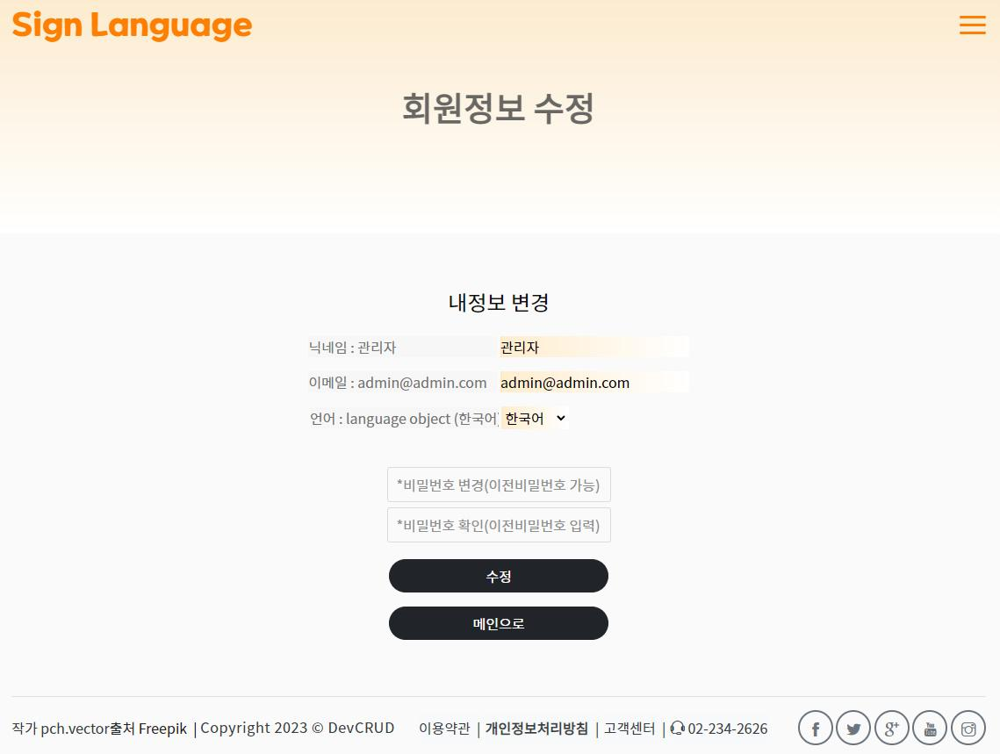 Sign Language
회원정보 수정
내정보 변경
닉네임 : 관리자 관리자
이메일 : admin@admin.com admin@admin.com
언어 : language object (한국어) 한국어
*비밀번호 변경(이전비밀번호 가능)
*비밀번호 확인(이전비밀번호 입력)
수정
메인으로
작가 pch.vector출처 Freepik | Copyright 2023 © DevCRUD 이용약관 | 개인정보처리방침 | 고객센터 | 02-234-2626 f g+ You Tube